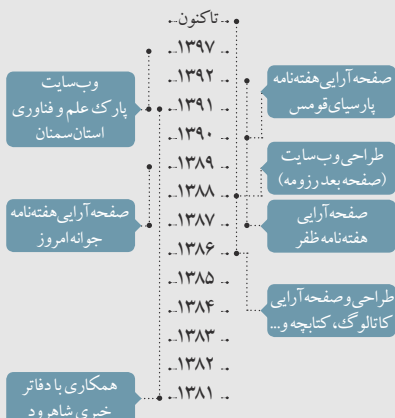 تاکنون
۱۳۹۷
۱۳۹۲
۱۳۹۱
۱۳۹۰
۱۳۸۹
۱۳۸۸
۱۳۸۷
۱۳۸۶
۱۳۸۵
۱۳۸۴
۱۳۸۳
۱۳۸۲
۱۳۸۱
صفحه‌آرایی هفته‌نامه
پارسیای قومس
طراحی وب‌سایت
(صفحه بعد رزومه)
صفحه‌آرایی
هفته‌نامه ظفر
طراحی و صفحه‌آرایی
کاتالوگ، کتابچه و...
وب‌سایت
پارک علم و فناوری
استان سمنان
صفحه‌آرایی هفته‌نامه
جوانه امروز
همکاری با دفاتر
خبری شاهرود